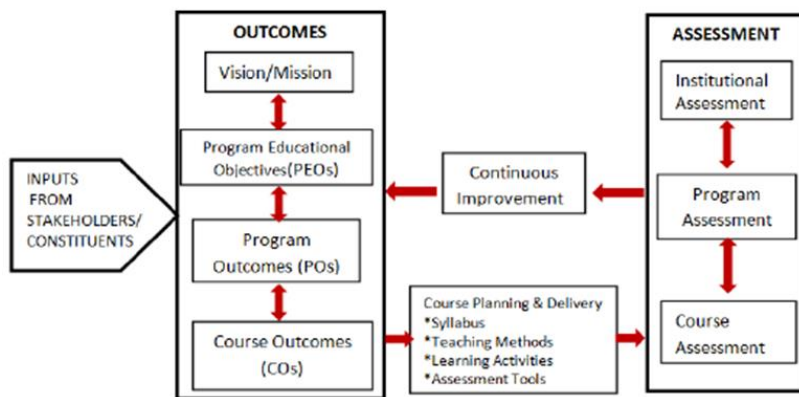 INPUTS
FROM
STAKEHOLDERS/
CONSTITUENTS
OUTCOMES
Vision/Mission
Program Educational
Objectives(PEOs)
Program
Outcomes (POs)
Course Outcomes
(COs)
Continuous
Improvement
Course Planning & Delivery
*Syllabus
*Teaching Methods
*Learning Activities
*Assessment Tools
ASSESSMENT
Institutional
Assessment
Program
Assessment
Course
Assessment